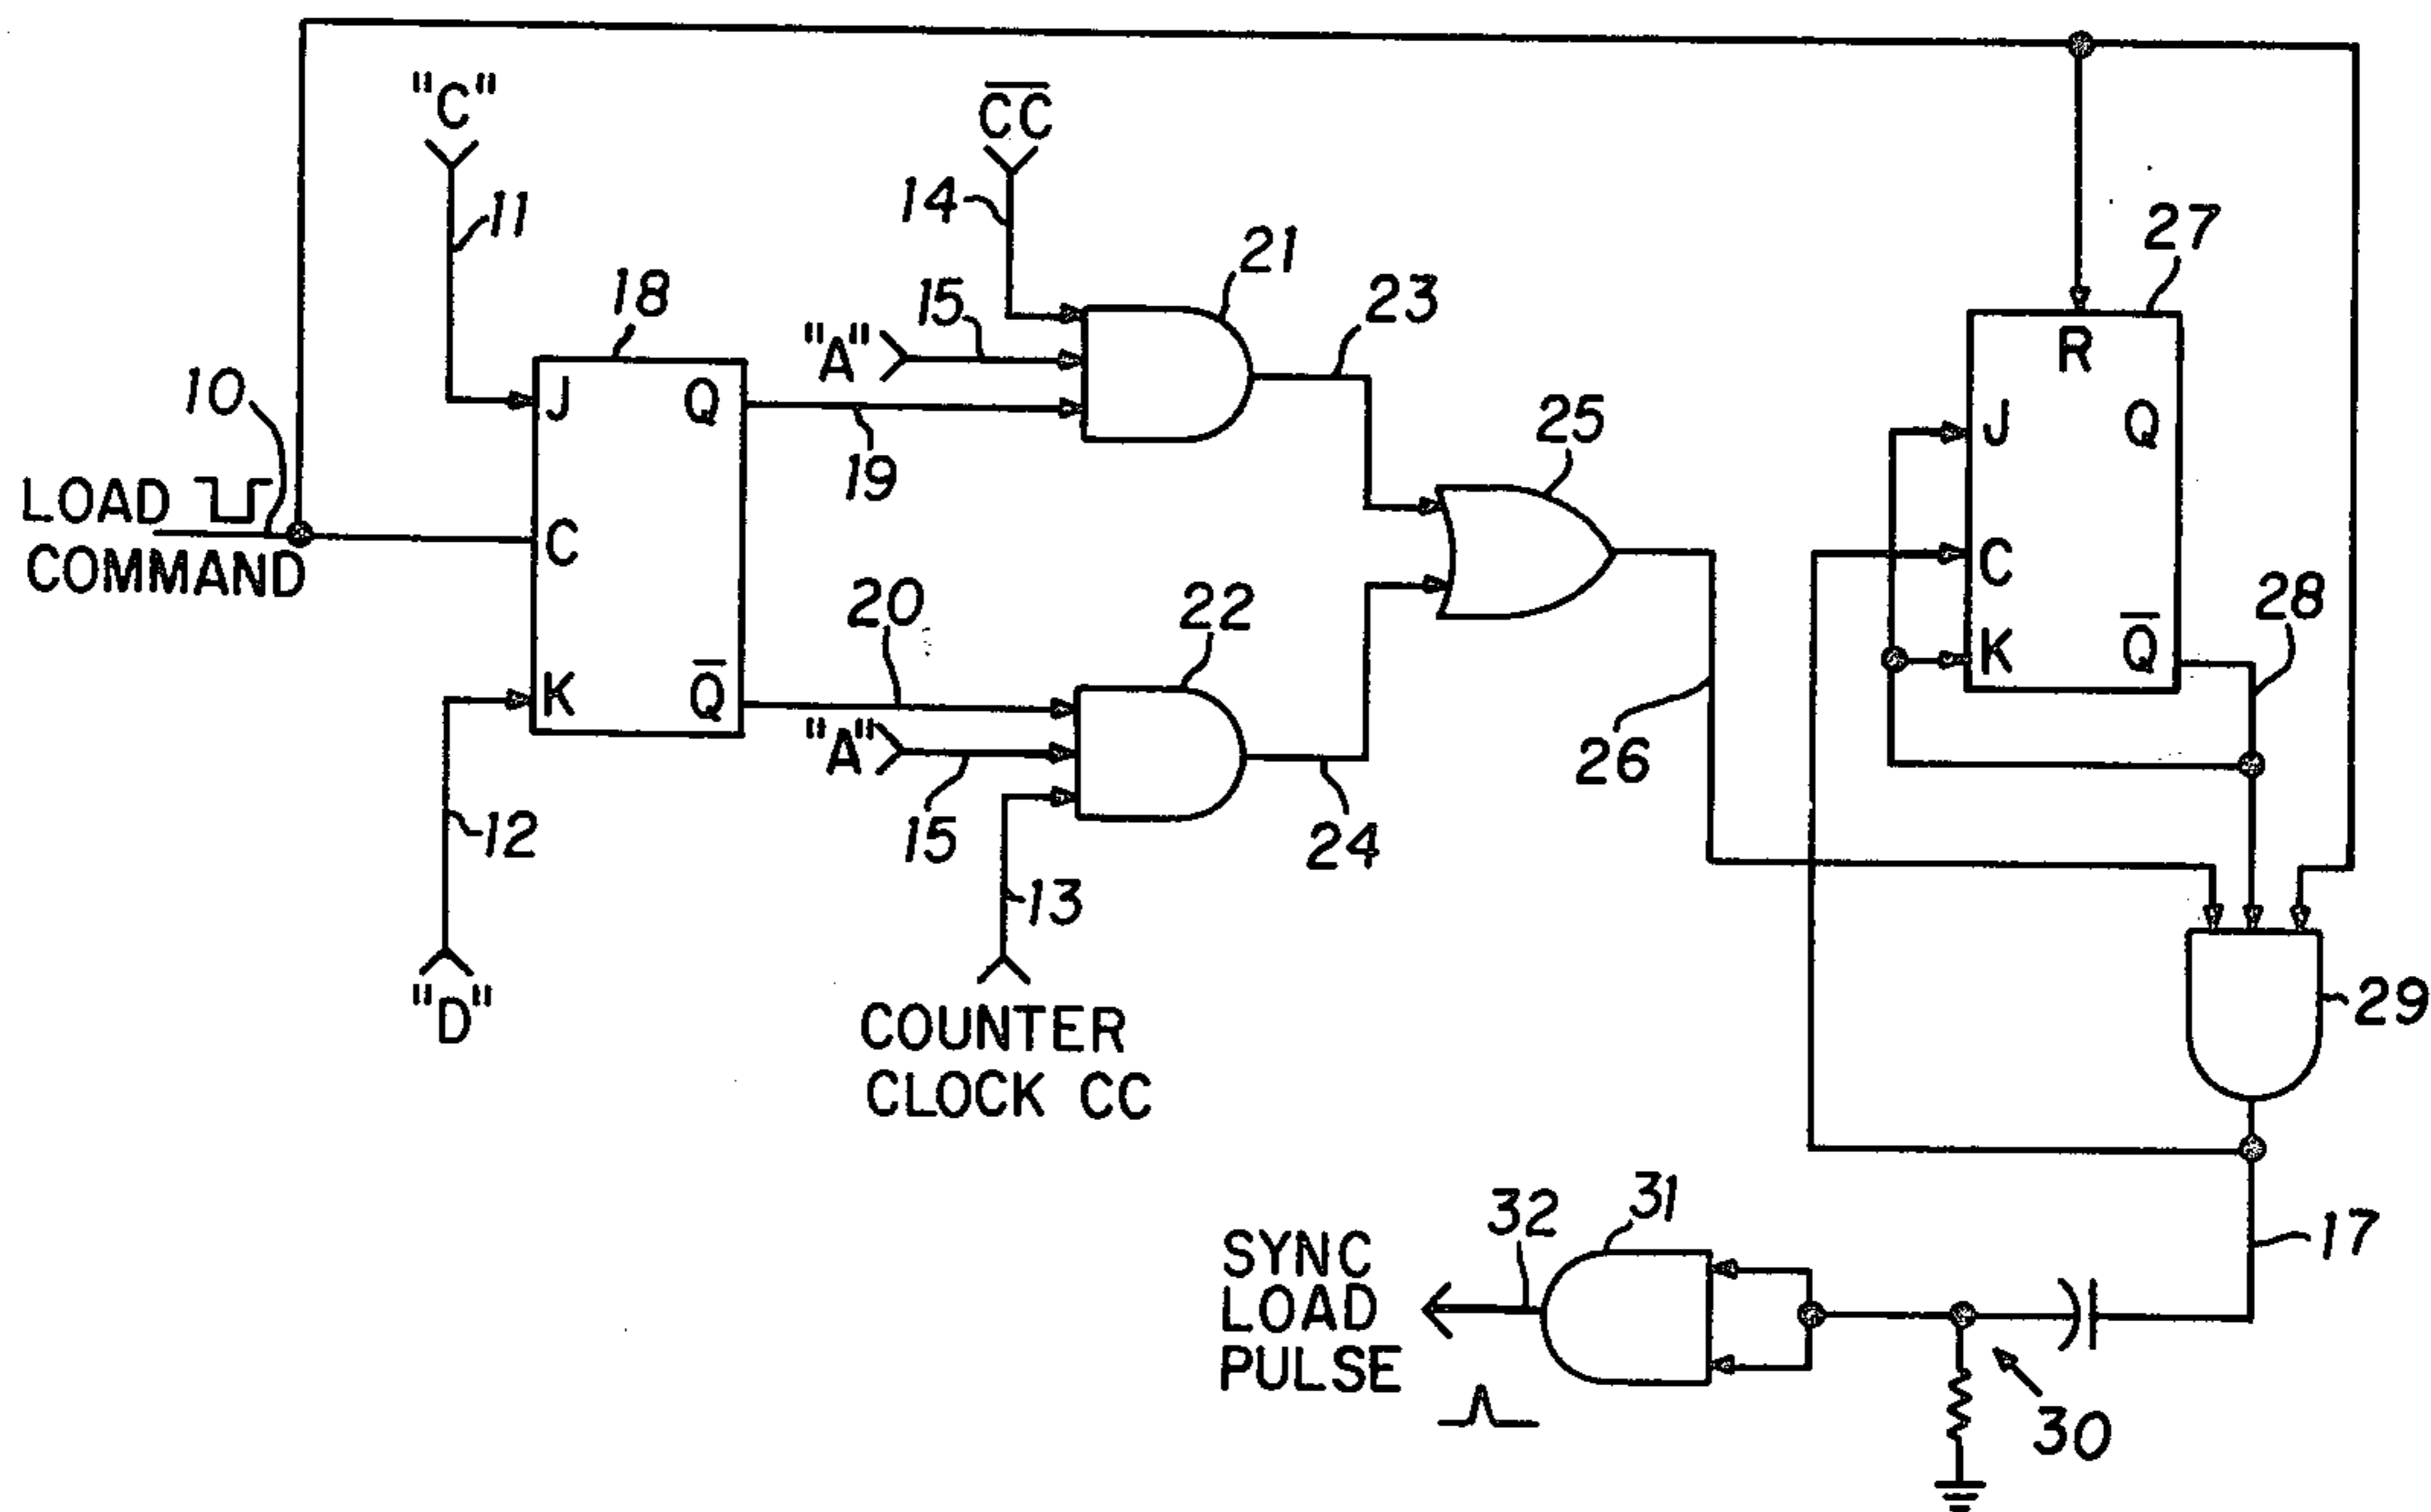 "C"
C̅C̅
14
11
27
21
18
15
23
R
"A"
10
J
Q
25
J
Q
19
LOAD
COMMAND
C
C
28
20
22
K
Q̅
K
Q̅
"A"
26
12
15
24
13
"D"
29
COUNTER
CLOCK CC
32
31
17
SYNC
LOAD
PULSE
30